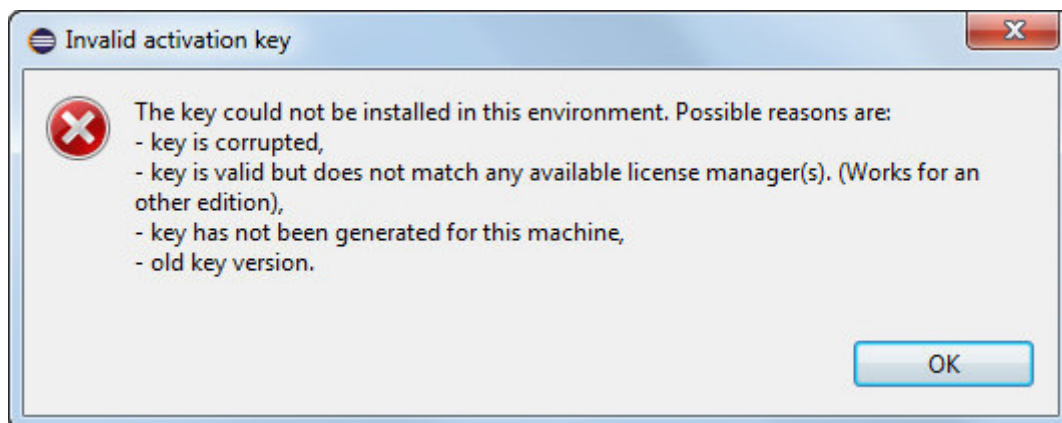 Invalid activation key
The key could not be installed in this environment. Possible reasons are:
- key is corrupted,
- key is valid but does not match any available license manager(s). (Works for an
other edition),
- key has not been generated for this machine,
- old key version.
OK